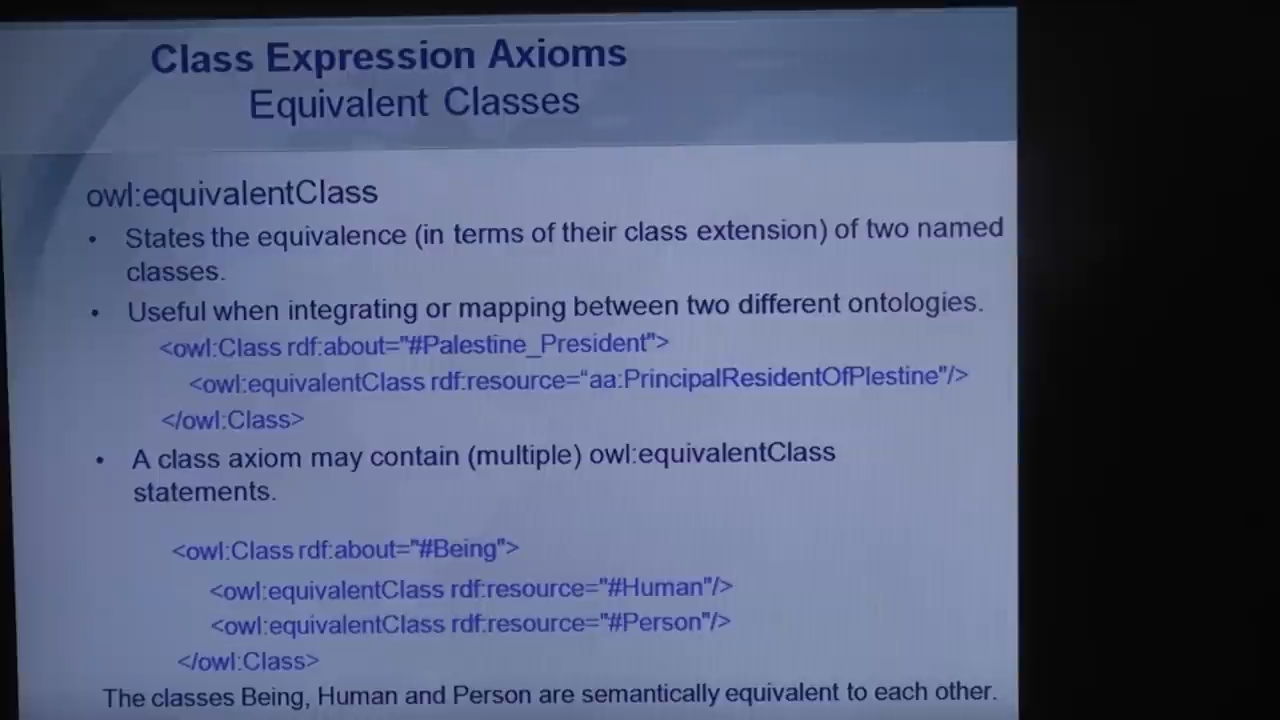 Class Expression Axioms
Equivalent Classes
owl:equivalentClass
• States the equivalence (in terms of their class extension) of two named
classes.
• Useful when integrating or mapping between two different ontologies.
<owl:Class rdf:about="#Palestine_President">
<owl:equivalentClass rdf:resource=“aa:PrincipalResidentOfPlestine"/>
</owl:Class>
• A class axiom may contain (multiple) owl:equivalentClass
statements.
<owl:Class rdf:about="#Being">
<owl:equivalentClass rdf:resource="#Human"/>
<owl:equivalentClass rdf:resource="#Person"/>
</owl:Class>
The classes Being, Human and Person are semantically equivalent to each other.